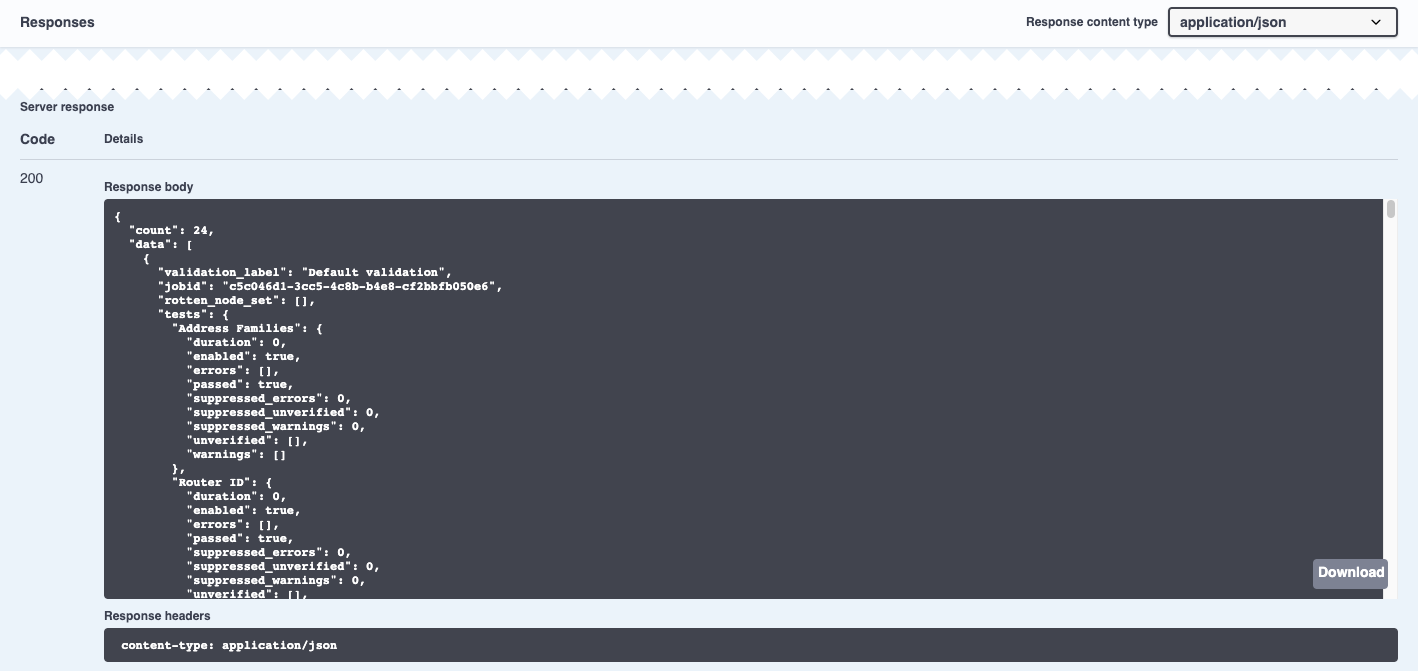 Responses
Response content type
application/json
Server response
Code
Details
200
Response body
{
  "count": 24,
  "data": [
    {
      "validation_label": "Default validation",
      "jobid": "c5c046d1-3cc5-4c8b-b4e8-cf2bbfb050e6",
      "rotten_node_set": [],
      "tests": {
        "Address Families": {
          "duration": 0,
          "enabled": true,
          "errors": [],
          "passed": true,
          "suppressed_errors": 0,
          "suppressed_unverified": 0,
          "suppressed_warnings": 0,
          "unverified": [],
          "warnings": []
        },
        "Router ID": {
          "duration": 0,
          "enabled": true,
          "errors": [],
          "passed": true,
          "suppressed_errors": 0,
          "suppressed_unverified": 0,
          "suppressed_warnings": 0,
          "unverified": [],
Download
Response headers
content-type: application/json